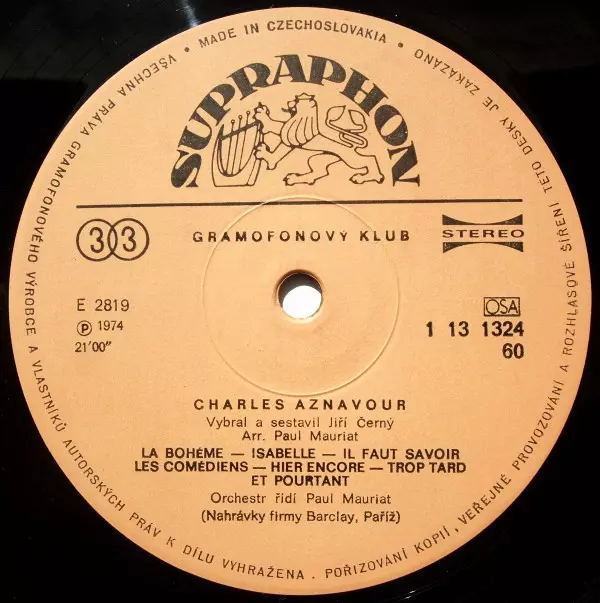 VŠECHNA PRÁVA GRAMOFONOVÉHO VÝROBCE A VLASTNÍKŮ AUTORSKÝCH PRÁV K DÍLU VYHRAŽENA. POŘIZOVÁNÍ KOPIÍ, VEŘEJNÉ PROVOZOVÁNÍ A ROZHLASOVÉ ŠÍŘENÍ TÉTO DESKY JE ZAKÁZÁNO
• MADE IN CZECHOSLOVAKIA •
SUPRAPHON
33
GRAMOFONOVÝ KLUB
STEREO
E 2819
Ⓟ 1974
21'00"
OSA
1 13 1324
60
CHARLES AZNAVOUR
Vybral a sestavil Jiří Černý
Arr. Paul Mauriat
LA BOHÉME — ISABELLE — IL FAUT SAVOIR
LES COMÉDIENS — HIER ENCORE — TROP TARD
ET POURTANT
Orchestr řídí Paul Mauriat
(Nahrávky firmy Barclay, Paříž)